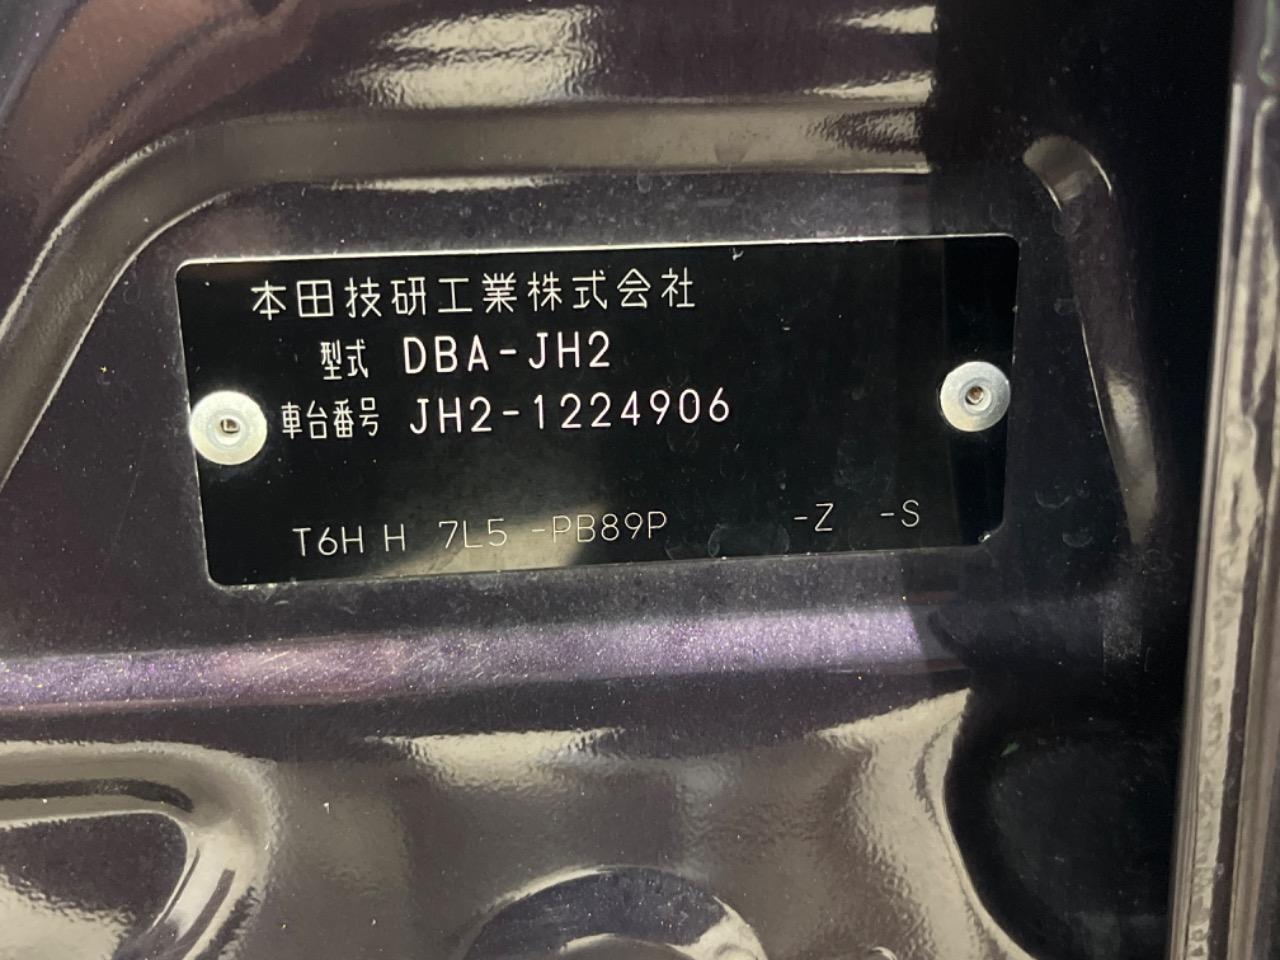 本田技研工業株式会社
型式 DBA-JH2
車台番号 JH2-1224906
T6H H 7L5 -PB89P -Z -S